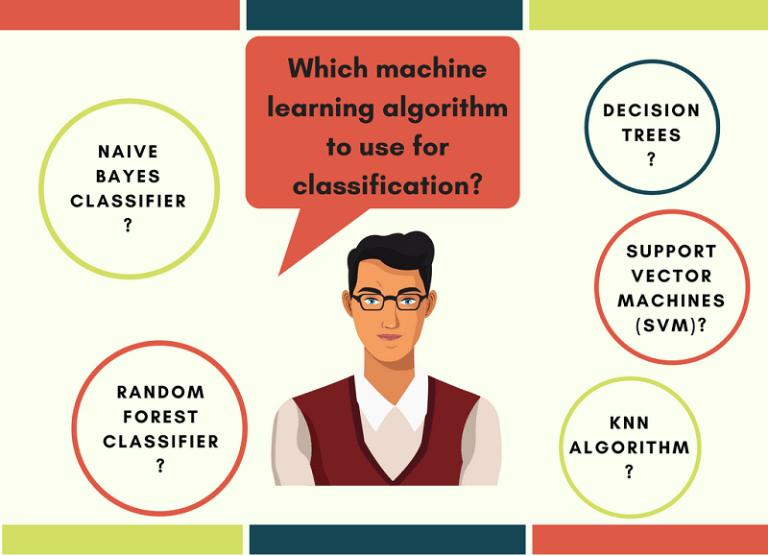 Which machine
learning algorithm
to use for
classification?
NAIVE
BAYES
CLASSIFIER
?
DECISION
TREES
?
SUPPORT
VECTOR
MACHINES
(SVM)?
RANDOM
FOREST
CLASSIFIER
?
KNN
ALGORITHM
?